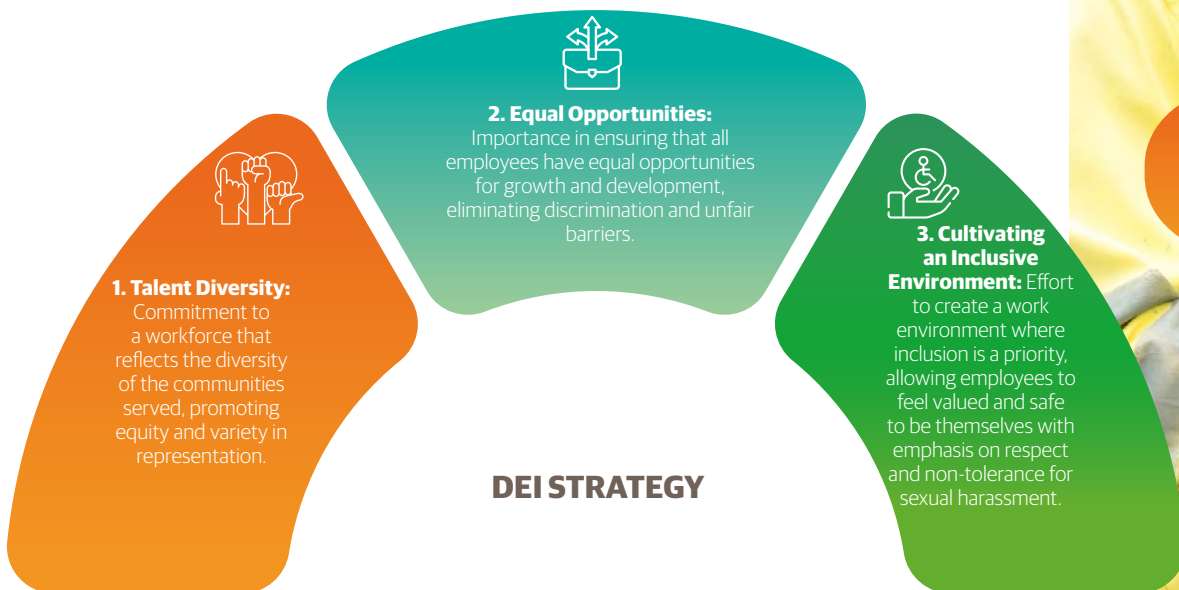 1. Talent Diversity:
Commitment to
a workforce that
reflects the diversity
of the communities
served, promoting
equity and variety in
representation.
2. Equal Opportunities:
Importance in ensuring that all
employees have equal opportunities
for growth and development,
eliminating discrimination and unfair
barriers.
3. Cultivating
an Inclusive
Environment: Effort
to create a work
environment where
inclusion is a priority,
allowing employees to
feel valued and safe
to be themselves with
emphasis on respect
and non-tolerance for
sexual harassment.
DEI STRATEGY